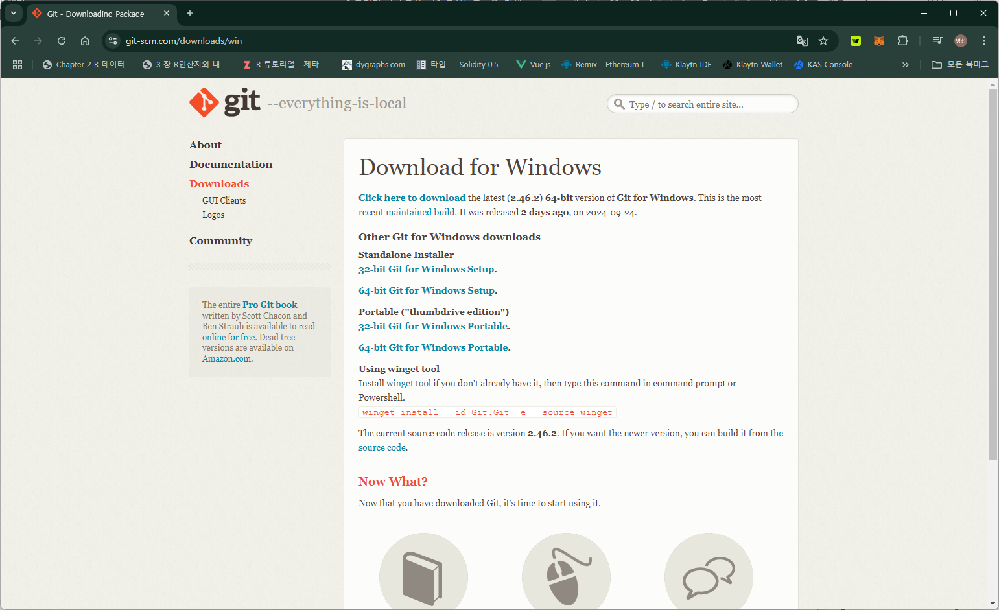 Git - Downloading Package
git-scm.com/downloads/win
Chapter 2 R 데이터...
3 장 R연산자와 내...
R 튜토리얼 - 제타...
dygraphs.com
타입 — Solidity 0.5...
Vue.js
Remix - Ethereum I...
Klaytn IDE
Klaytn Wallet
KAS Console
모든 북마크
병선
git --everything-is-local
Type / to search entire site...
About
Documentation
Downloads
GUI Clients
Logos
Community
The entire Pro Git book
written by Scott Chacon and
Ben Straub is available to read
online for free. Dead tree
versions are available on
Amazon.com.
Download for Windows
Click here to download the latest (2.46.2) 64-bit version of Git for Windows. This is the most
recent maintained build. It was released 2 days ago, on 2024-09-24.
Other Git for Windows downloads
Standalone Installer
32-bit Git for Windows Setup.
64-bit Git for Windows Setup.
Portable ("thumbdrive edition")
32-bit Git for Windows Portable.
64-bit Git for Windows Portable.
Using winget tool
Install winget tool if you don't already have it, then type this command in command prompt or
Powershell.
winget install --id Git.Git -e --source winget
The current source code release is version 2.46.2. If you want the newer version, you can build it from the
source code.
Now What?
Now that you have downloaded Git, it's time to start using it.